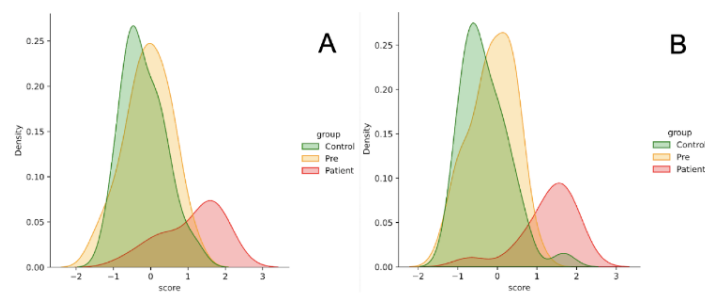 A
0.25
0.20
0.15
0.10
0.05
0.00
Density
−2 −1 0 1 2 3
score
group
Control
Pre
Patient
B
0.25
0.20
0.15
0.10
0.05
0.00
Density
−2 −1 0 1 2 3
score
group
Control
Pre
Patient